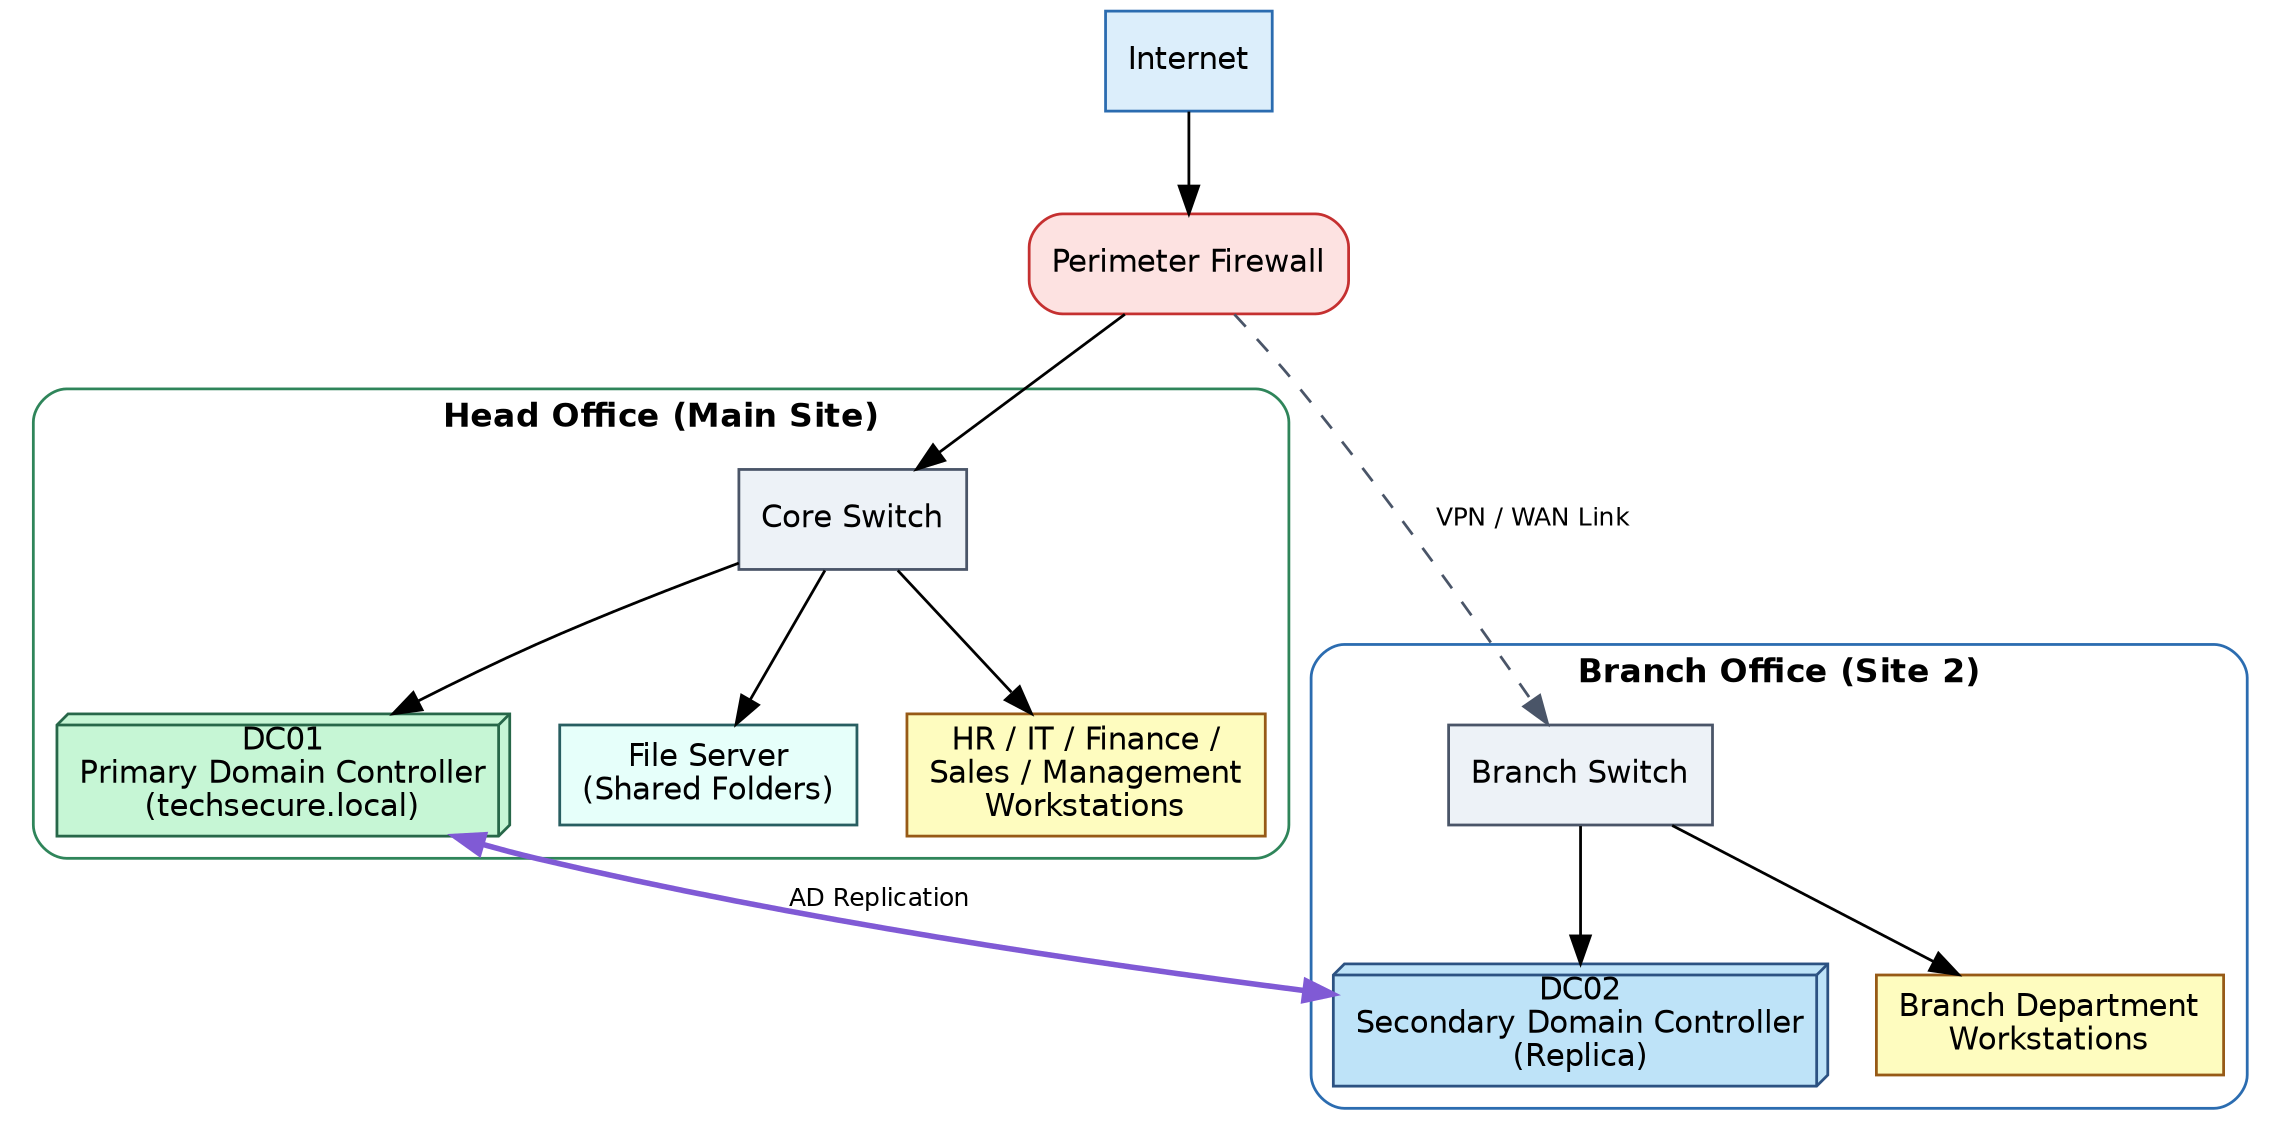 Internet
Perimeter Firewall
Head Office (Main Site)
Core Switch
VPN / WAN Link
Branch Office (Site 2)
DC01
Primary Domain Controller
(techsecure.local)
File Server
(Shared Folders)
HR / IT / Finance /
Sales / Management
Workstations
Branch Switch
AD Replication
DC02
Secondary Domain Controller
(Replica)
Branch Department
Workstations